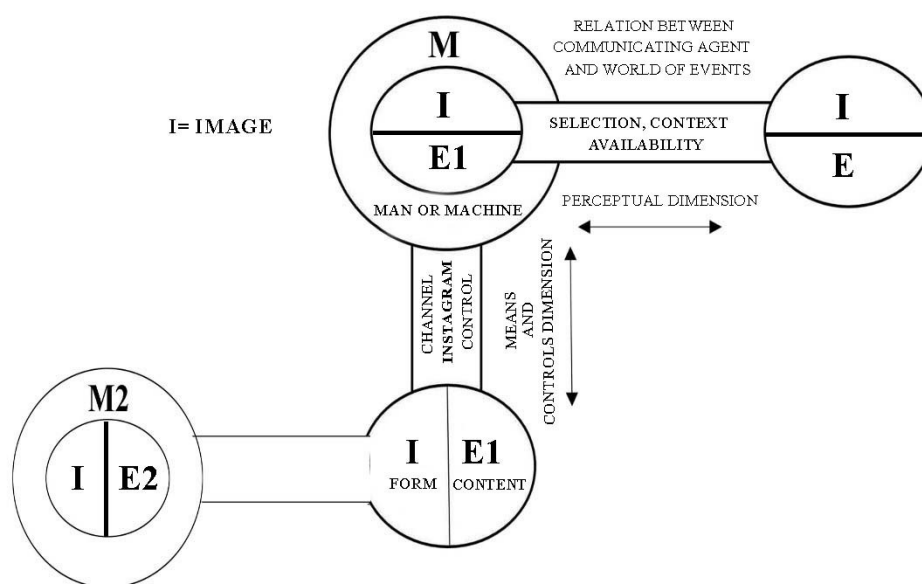 RELATION BETWEEN
COMMUNICATING AGENT
AND WORLD OF EVENTS
M
I
E1
MAN OR MACHINE
I= IMAGE
SELECTION, CONTEXT
AVAILABILITY
I
E
PERCEPTUAL DIMENSION
CHANNEL
INSTAGRAM
CONTROL
MEANS
AND
CONTROLS DIMENSION
M2
I
E2
I
FORM
E1
CONTENT